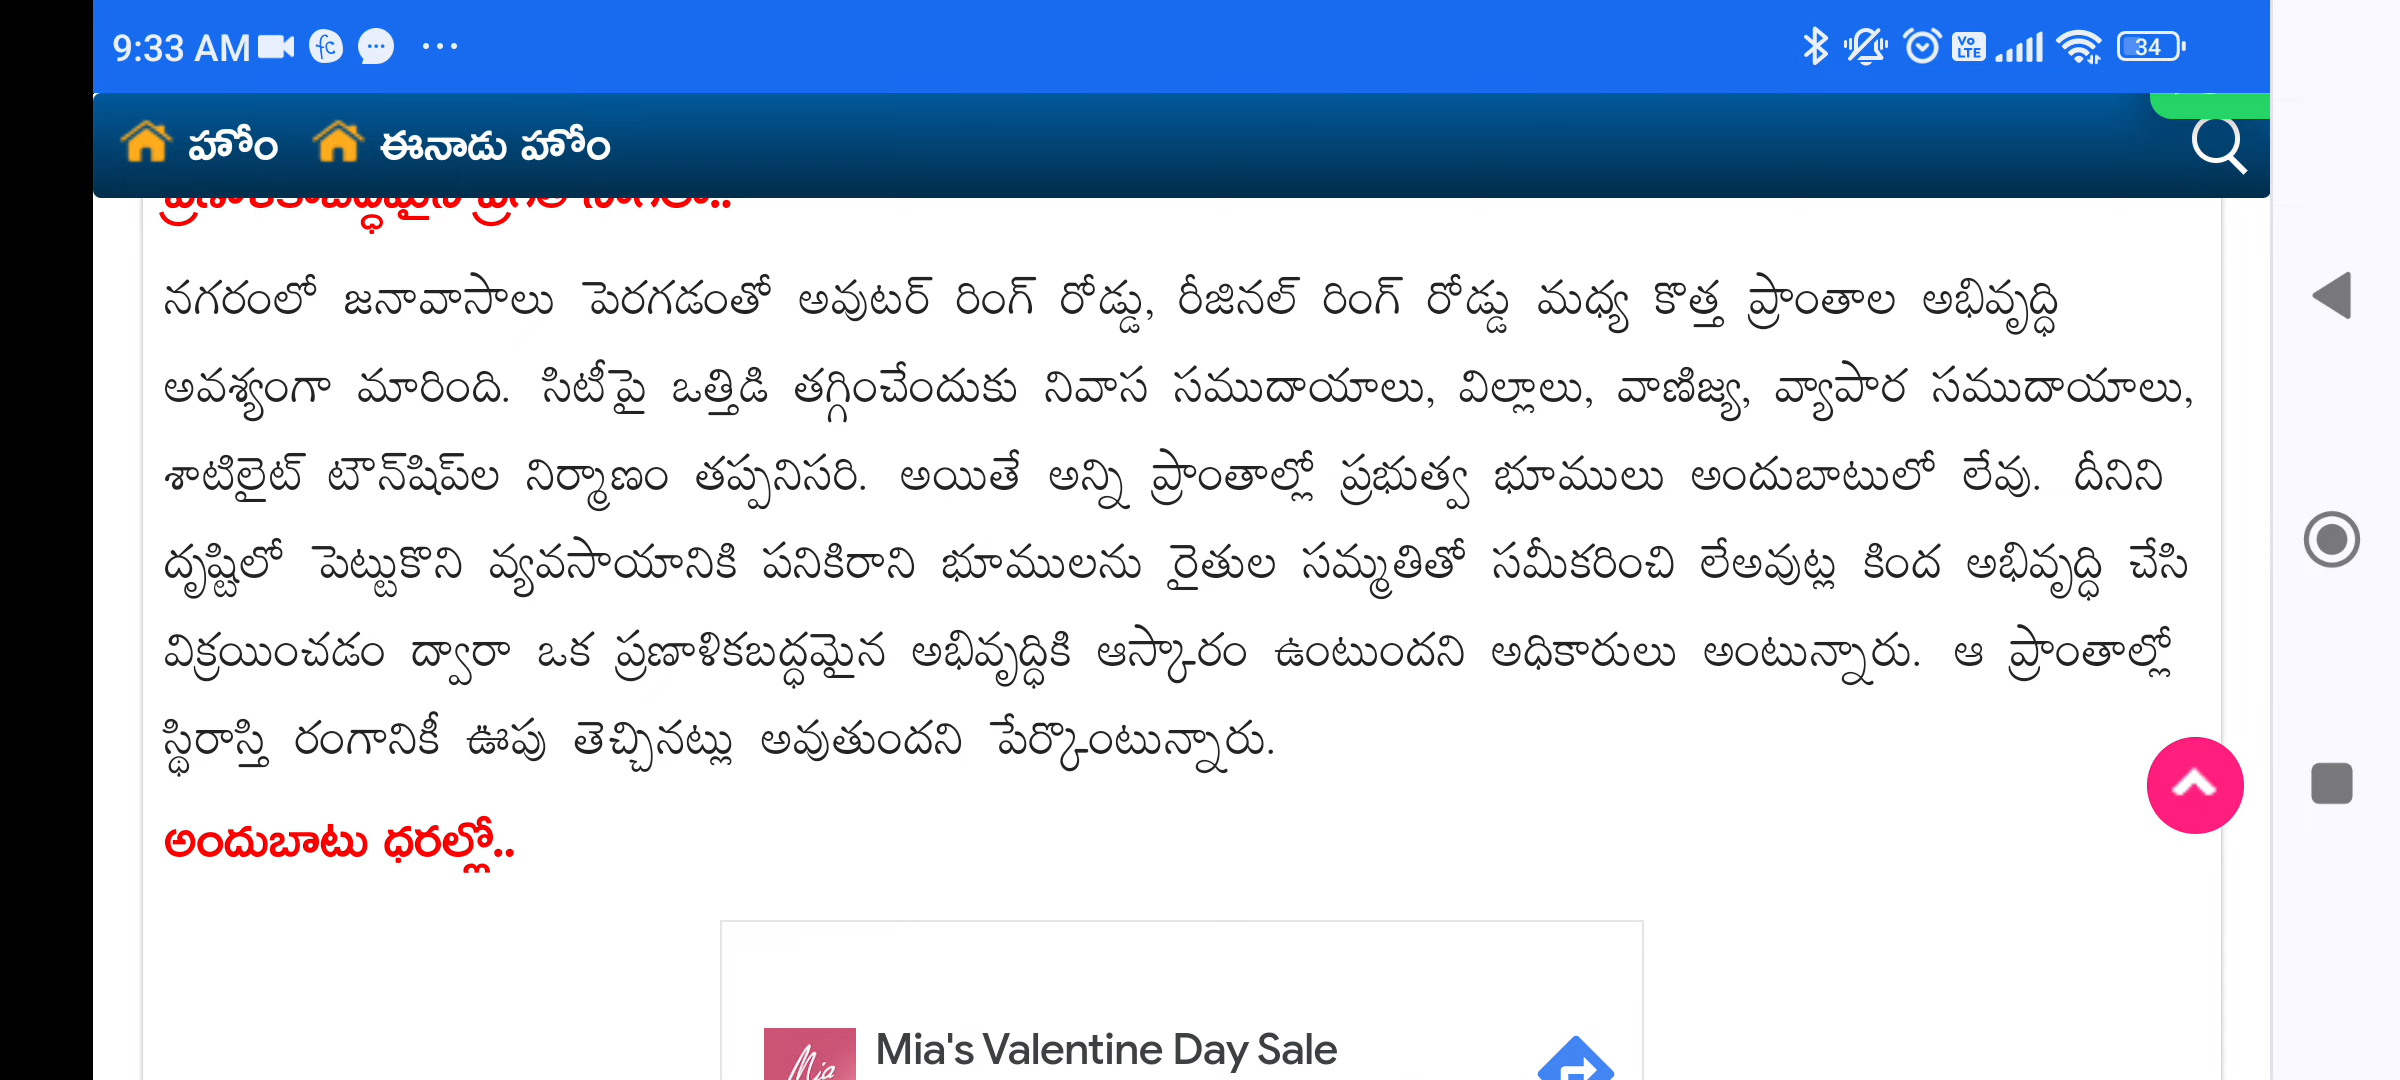 9:33 AM
34
హోం ఈనాడు హోం
నగరంలో జనావాసాలు పెరగడంతో అవుటర్ రింగ్ రోడ్డు, రీజినల్ రింగ్ రోడ్డు మధ్య కొత్త ప్రాంతాల అభివృద్ధి
అవశ్యంగా మారింది. సిటీపై ఒత్తిడి తగ్గించేందుకు నివాస సముదాయాలు, విల్లాలు, వాణిజ్య, వ్యాపార సముదాయాలు,
శాటిలైట్ టౌన్‌షిప్‌ల నిర్మాణం తప్పనిసరి. అయితే అన్ని ప్రాంతాల్లో ప్రభుత్వ భూములు అందుబాటులో లేవు. దీనిని
దృష్టిలో పెట్టుకొని వ్యవసాయానికి పనికిరాని భూములను రైతుల సమ్మతితో సమీకరించి లేఅవుట్ల కింద అభివృద్ధి చేసి
విక్రయించడం ద్వారా ఒక ప్రణాళికబద్ధమైన అభివృద్ధికి ఆస్కారం ఉంటుందని అధికారులు అంటున్నారు. ఆ ప్రాంతాల్లో
స్థిరాస్తి రంగానికీ ఊపు తెచ్చినట్లు అవుతుందని పేర్కొంటున్నారు.
అందుబాటు ధరల్లో..
Mia's Valentine Day Sale